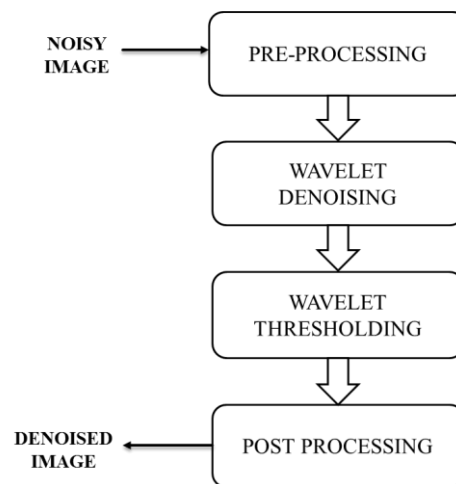 NOISY
IMAGE
PRE-PROCESSING
WAVELET
DENOISING
WAVELET
THRESHOLDING
DENOISED
IMAGE
POST PROCESSING